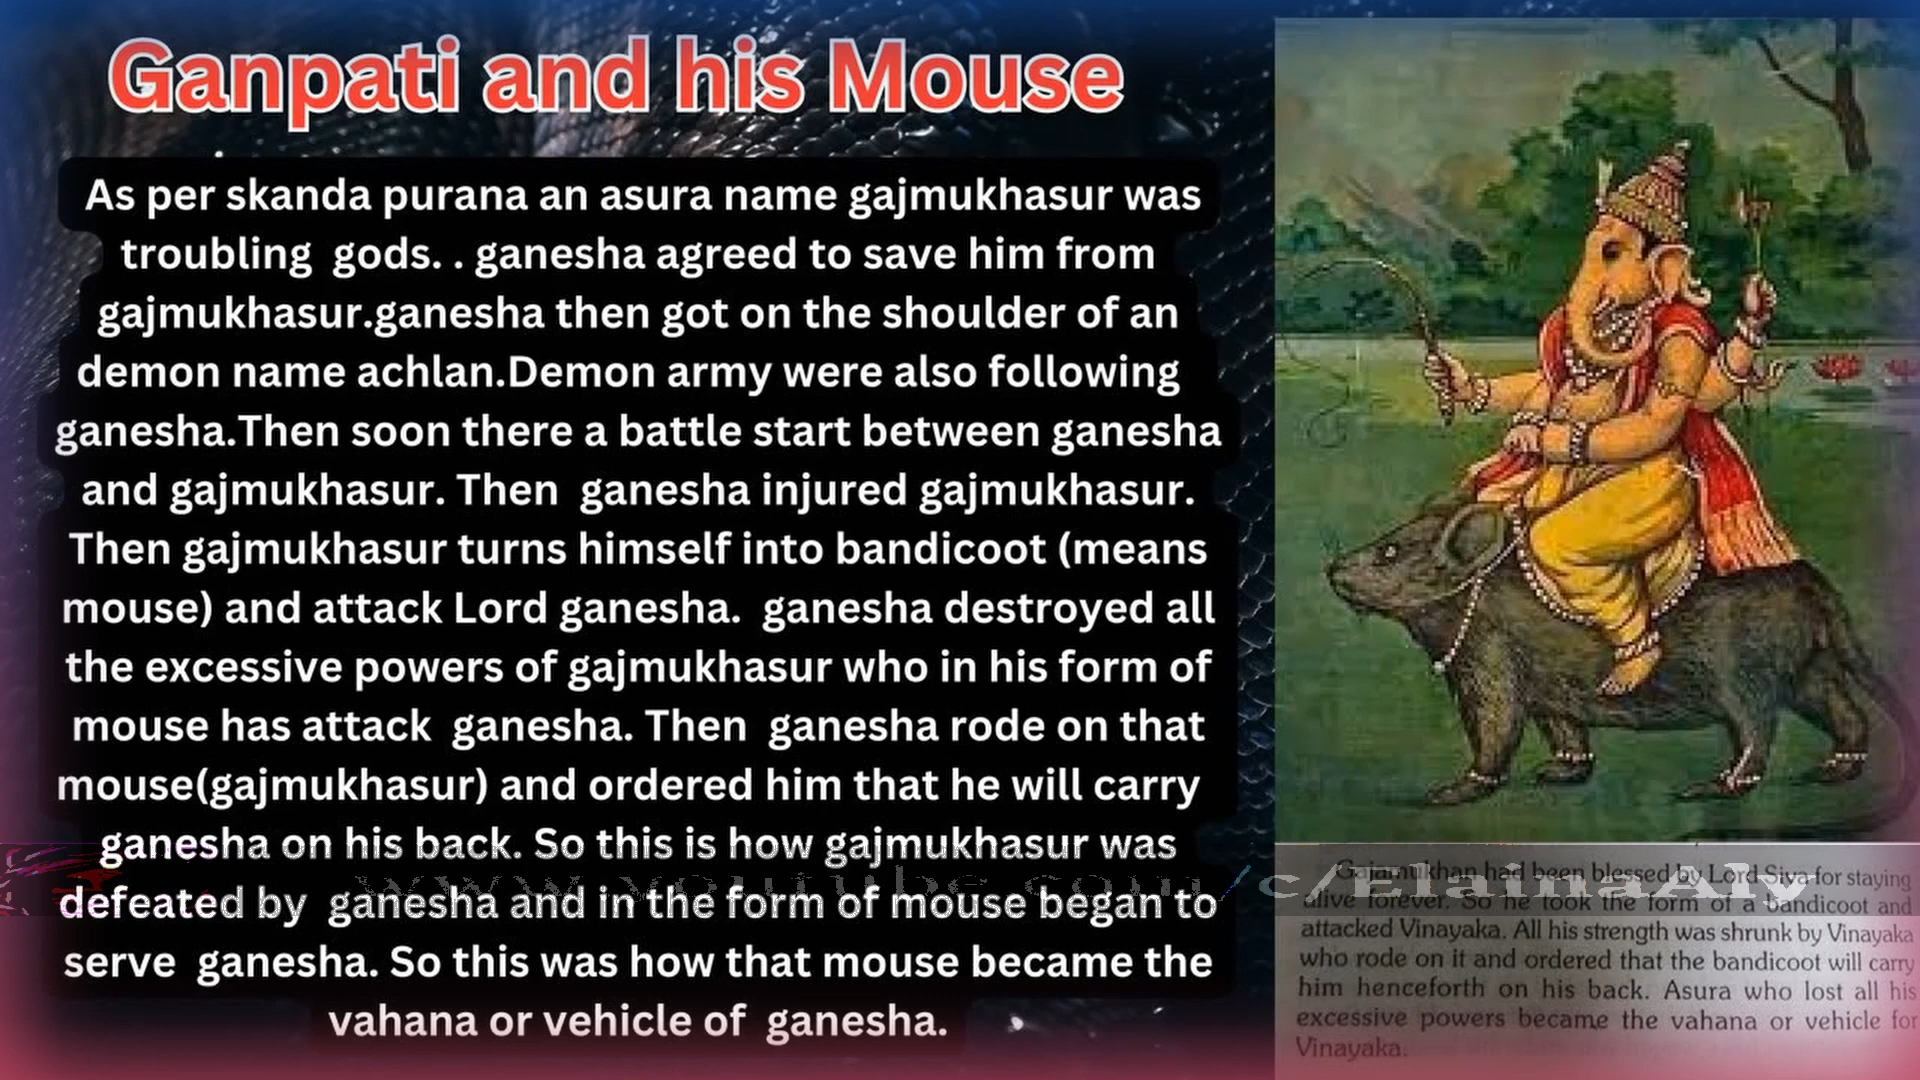 Ganpati and his Mouse
As per skanda purana an asura name gajmukhasur was
troubling  gods. . ganesha agreed to save him from
gajmukhasur.ganesha then got on the shoulder of an
demon name achlan.Demon army were also following
ganesha.Then soon there a battle start between ganesha
and gajmukhasur. Then  ganesha injured gajmukhasur.
Then gajmukhasur turns himself into bandicoot (means
mouse) and attack Lord ganesha.  ganesha destroyed all
the excessive powers of gajmukhasur who in his form of
mouse has attack  ganesha. Then  ganesha rode on that
mouse(gajmukhasur) and ordered him that he will carry
ganesha on his back. So this is how gajmukhasur was
defeated by  ganesha and in the form of mouse began to
serve  ganesha. So this was how that mouse became the
vahana or vehicle of  ganesha.
www.youtube.com/c/ElainaAly
Gajamukhan had been blessed by Lord Siva for staying
alive forever. So he took the form of a bandicoot and
attacked Vinayaka. All his strength was shrunk by Vinayaka
who rode on it and ordered that the bandicoot will carry
him henceforth on his back. Asura who lost all his
excessive powers became the vahana or vehicle for
Vinayaka.